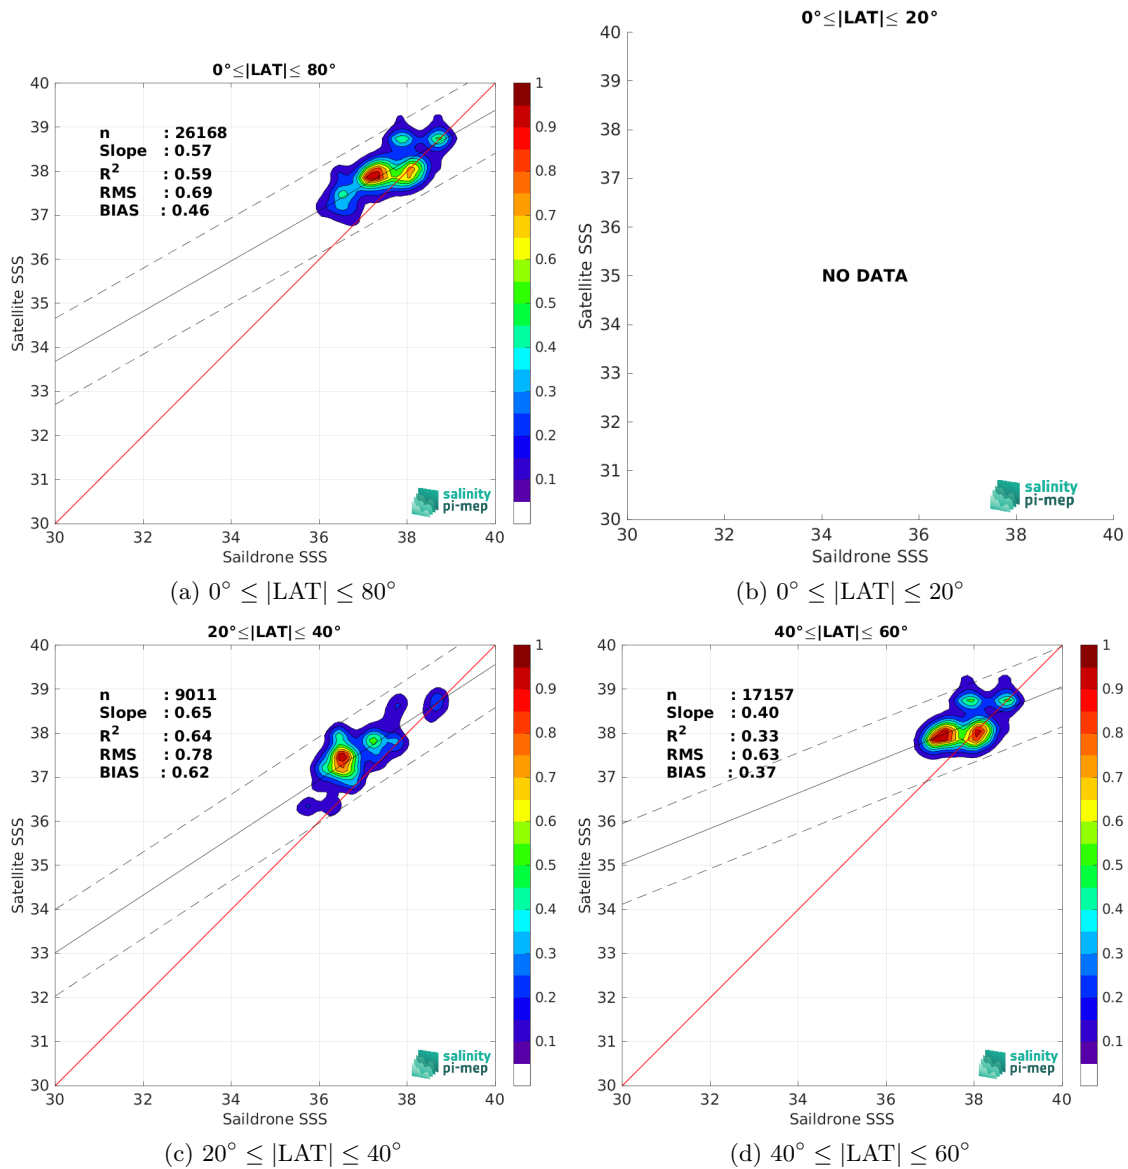 0°≤|LAT|≤ 80°
40
39
38
37
36
35
34
33
32
31
30
Satellite SSS
n : 26168
Slope : 0.57
R² : 0.59
RMS : 0.69
BIAS : 0.46
salinity
pi-mep
30 32 34 36 38 40
Saildrone SSS
1
0.9
0.8
0.7
0.6
0.5
0.4
0.3
0.2
0.1
(a) 0° ≤ |LAT| ≤ 80°
0°≤|LAT|≤ 20°
40
39
38
37
36
35
34
33
32
31
30
Satellite SSS
NO DATA
salinity
pi-mep
30 32 34 36 38 40
Saildrone SSS
(b) 0° ≤ |LAT| ≤ 20°
20°≤|LAT|≤ 40°
40
39
38
37
36
35
34
33
32
31
30
Satellite SSS
n : 9011
Slope : 0.65
R² : 0.64
RMS : 0.78
BIAS : 0.62
salinity
pi-mep
30 32 34 36 38 40
Saildrone SSS
1
0.9
0.8
0.7
0.6
0.5
0.4
0.3
0.2
0.1
(c) 20° ≤ |LAT| ≤ 40°
40°≤|LAT|≤ 60°
40
39
38
37
36
35
34
33
32
31
30
Satellite SSS
n : 17157
Slope : 0.40
R² : 0.33
RMS : 0.63
BIAS : 0.37
salinity
pi-mep
30 32 34 36 38 40
Saildrone SSS
1
0.9
0.8
0.7
0.6
0.5
0.4
0.3
0.2
0.1
(d) 40° ≤ |LAT| ≤ 60°